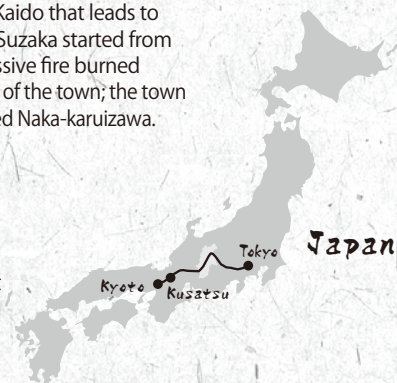 Kaido that leads to
Suzaka started from
ssive fire burned
of the town; the town
ed Naka-karuizawa.
Japan
Tokyo
Kyoto
Kusatsu